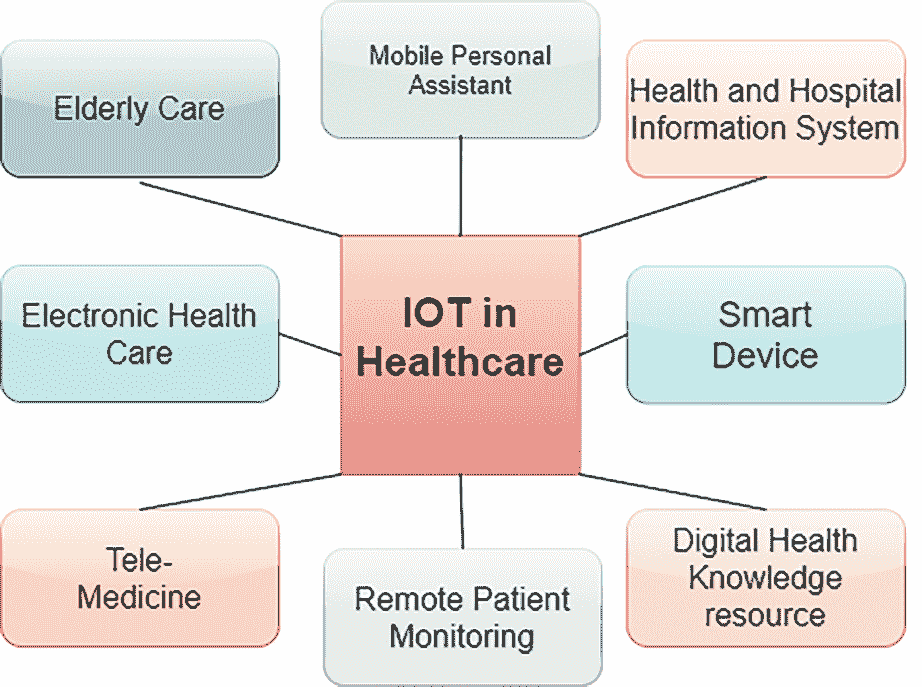 Mobile Personal
Assistant
Elderly Care
Health and Hospital
Information System
Electronic Health
Care
IOT in
Healthcare
Smart
Device
Tele-
Medicine
Remote Patient
Monitoring
Digital Health
Knowledge
resource